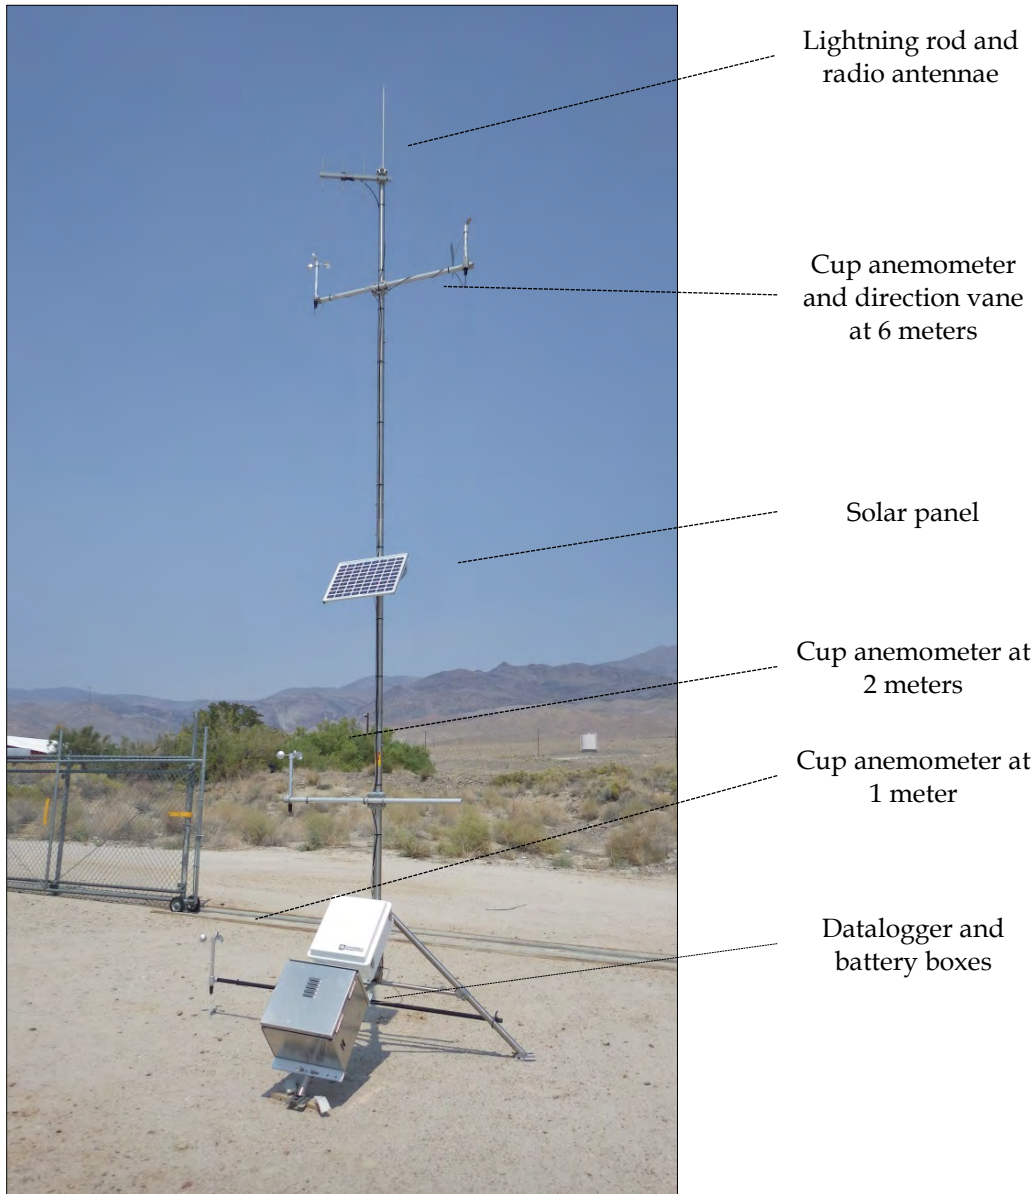 Lightning rod and
radio antennae
Cup anemometer
and direction vane
at 6 meters
Solar panel
Cup anemometer at
2 meters
Cup anemometer at
1 meter
Datalogger and
battery boxes